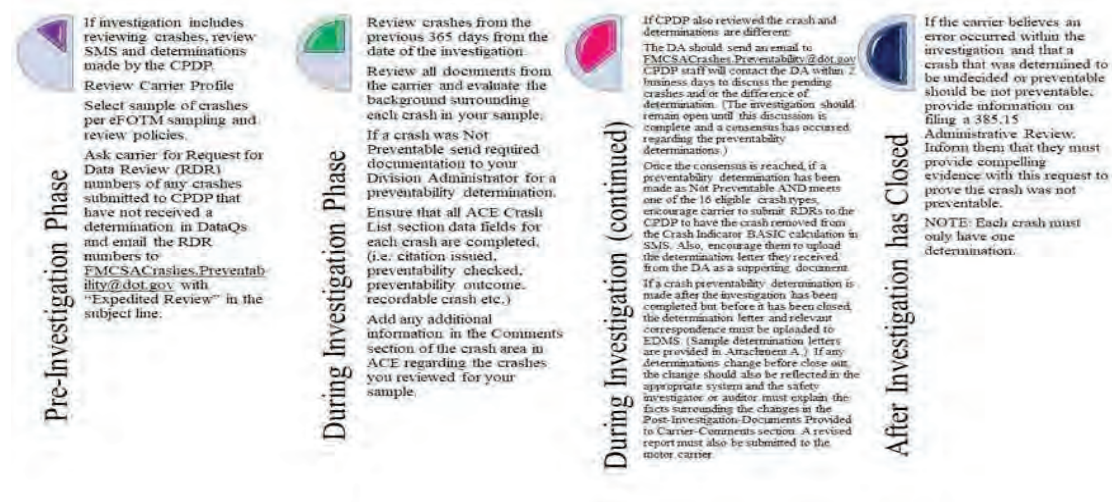 Pre-Investigation Phase
If investigation includes
reviewing crashes, review
SMS and determinations
made by the CPDP.
Review Carrier Profile
Select sample of crashes
per eFOTM sampling and
review policies.
Ask carrier for Request for
Data Review (RDR)
numbers of any crashes
submitted to CPDP that
have not received a
determination in DataQs
and email the RDR
numbers to
FMCSACrashes.Preventab
ility@dot.gov with
“Expedited Review” in the
subject line.
During Investigation Phase
Review crashes from the
previous 365 days from the
date of the investigation
Review all documents from
the carrier and evaluate the
background surrounding
each crash in your sample.
If a crash was Not
Preventable send required
documentation to your
Division Administrator for a
preventability determination.
Ensure that all ACE Crash
List section data fields for
each crash are completed.
(i.e. citation issued,
preventability checked,
preventability outcome,
recordable crash etc.)
Add any additional
information in the Comments
section of the crash area in
ACE regarding the crashes
you reviewed for your
sample.
During Investigation (continued)
If CPDP also reviewed the crash and
determinations are different:
The DA should send an email to
FMCSACrashes.Preventability@dot.gov
CPDP staff will contact the DA within 2
business days to discuss the pending
crashes and/or the difference of
determination. (The investigation should
remain open until this discussion is
complete and a consensus has occurred
regarding the preventability
determinations.)
Once the consensus is reached, if a
preventability determination has been
made as Not Preventable AND meets
one of the 16 eligible crash types,
encourage carrier to submit RDRs to the
CPDP to have the crash removed from
the Crash Indicator BASIC calculation in
SMS. Also, encourage them to upload
the determination letter they received
from the DA as a supporting document.
If a crash preventability determination is
made after the investigation has been
completed but before it has been closed,
the determination letter and relevant
correspondence must be uploaded to
EDMS. (Sample determination letters
are provided in Attachment A.) If any
determinations change before close out,
the change should also be reflected in the
appropriate system and the safety
investigator or auditor must explain the
facts surrounding the changes in the
Post-Investigation-Documents Provided
to Carrier-Comments section. A revised
report must also be submitted to the
motor carrier.
After Investigation has Closed
If the carrier believes an
error occurred within the
investigation and that a
crash that was determined to
be undecided or preventable
should be not preventable,
provide information on
filing a 385.15
Administrative Review.
Inform them that they must
provide compelling
evidence with this request to
prove the crash was not
preventable.
NOTE: Each crash must
only have one
determination.